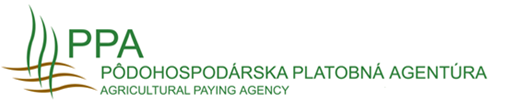 PPA
PÔDOHOSPODÁRSKA PLATOBNÁ AGENTÚRA
AGRICULTURAL PAYING AGENCY